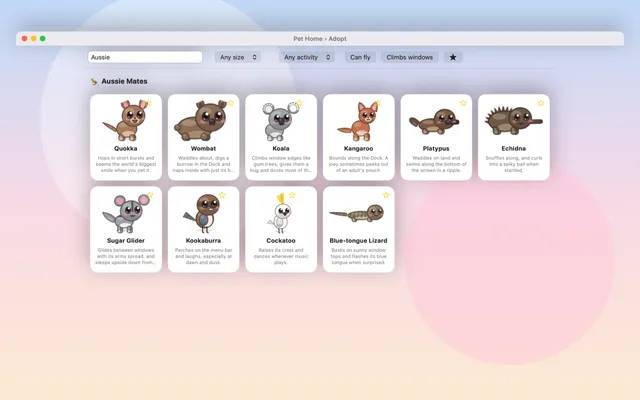 Pet Home › Adopt
Aussie
Any size
Any activity
Can fly
Climbs windows
Aussie Mates
Quokka
Hops in short bursts and
beams the world's biggest
smile when you pet it.
Wombat
Waddles about, digs a
burrow in the Dock and
naps inside with just its b...
Koala
Climbs window edges like
gum trees, gives them a
hug and dozes most of th...
Kangaroo
Bounds along the Dock. A
joey sometimes peeks out
of an adult's pouch.
Platypus
Waddles on land and
swims along the bottom
of the screen in a ripple.
Echidna
Snuffles along, and curls
into a spiky ball when
startled.
Sugar Glider
Glides between windows
with its arms spread, and
sleeps upside down from...
Kookaburra
Perches on the menu bar
and laughs, especially at
dawn and dusk.
Cockatoo
Raises its crest and
dances whenever music
plays.
Blue-tongue Lizard
Basks on sunny window
tops and flashes its blue
tongue when surprised.